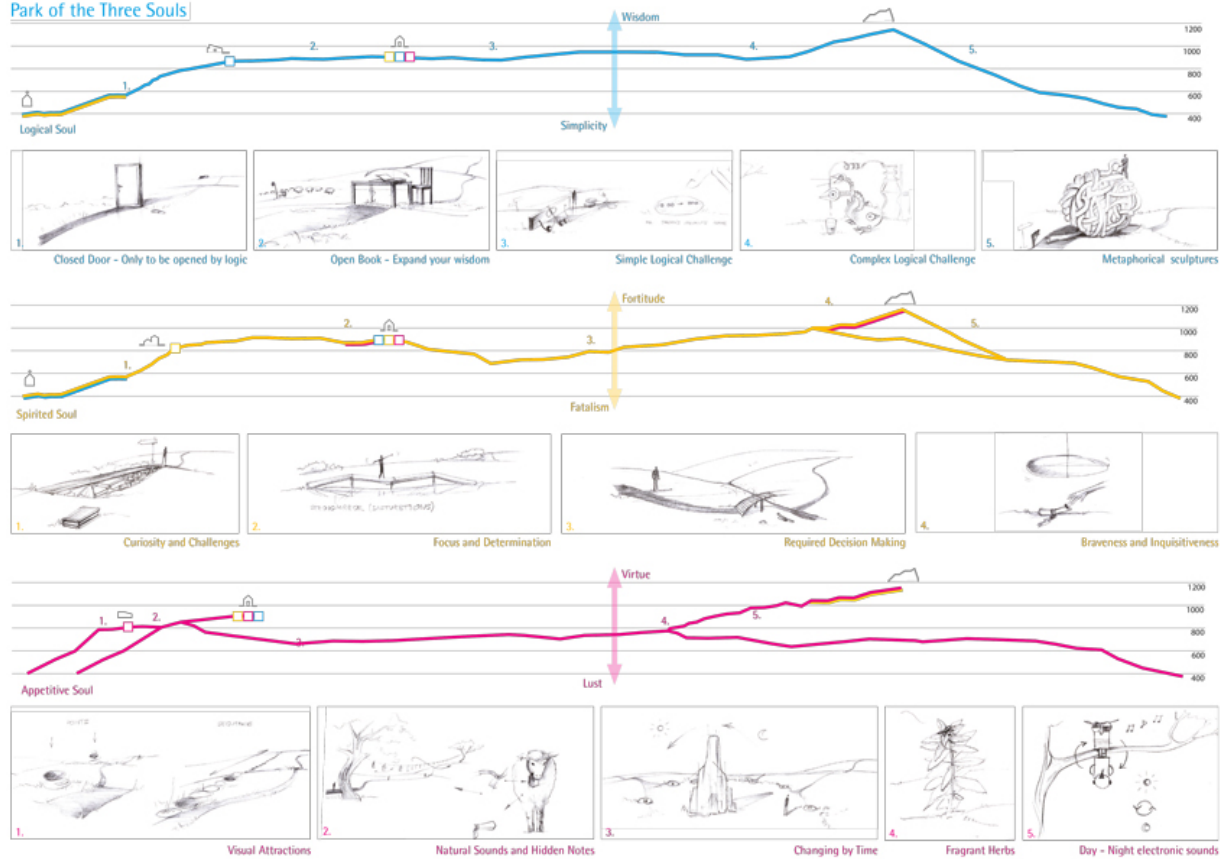 Park of the Three Souls
Wisdom
1200
1000
800
600
400
1.
2.
3.
4.
5.
Logical Soul
Simplicity
1.
2.
3.
4.
5.
Closed Door - Only to be opened by logic
Open Book - Expand your wisdom
Simple Logical Challenge
Complex Logical Challenge
Metaphorical sculptures
Fortitude
1200
1000
800
600
400
1.
2.
3.
4.
5.
Spirited Soul
Fatalism
1.
2.
3.
4.
Curiosity and Challenges
Focus and Determination
Required Decision Making
Braveness and Inquisitiveness
Virtue
1200
1000
800
600
400
1.
2.
3.
4.
5.
Appetitive Soul
Lust
1.
2.
3.
4.
5.
Visual Attractions
Natural Sounds and Hidden Notes
Changing by Time
Fragrant Herbs
Day - Night electronic sounds